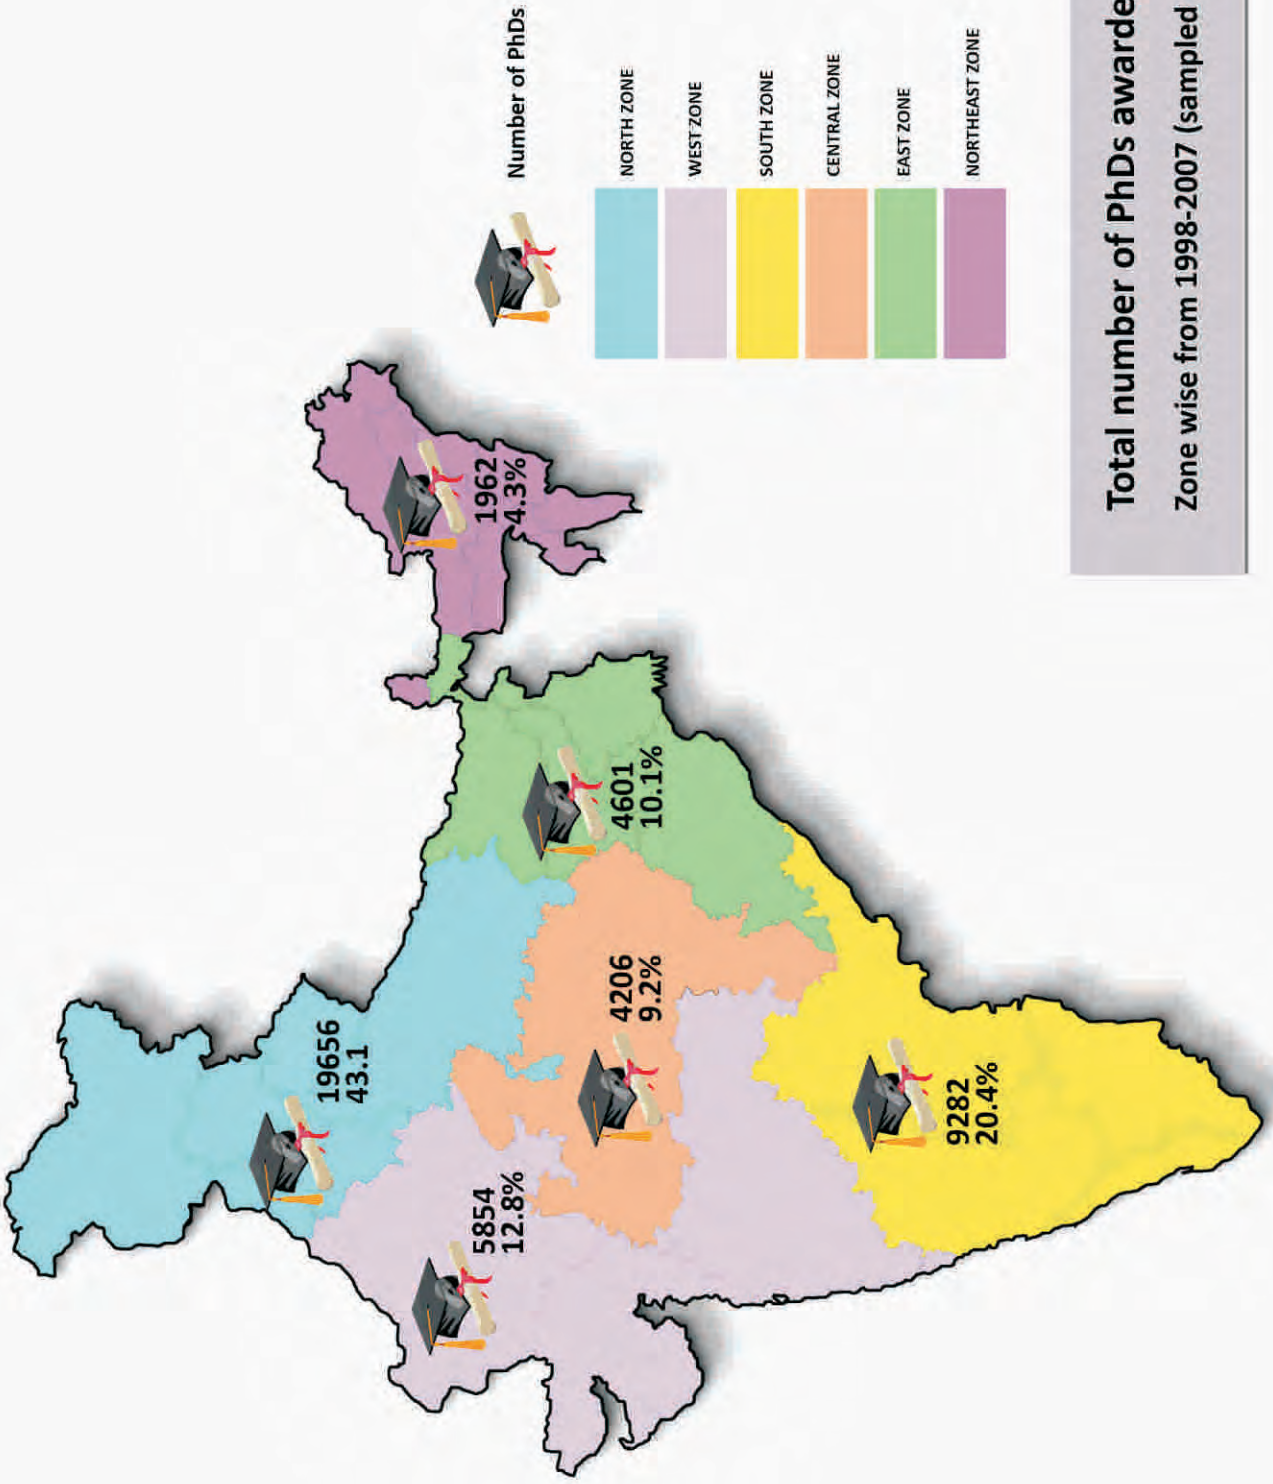 Number of PhDs
NORTH ZONE
WEST ZONE
SOUTH ZONE
CENTRAL ZONE
EAST ZONE
NORTHEAST ZONE
19656
43.1
5854
12.8%
4206
9.2%
4601
10.1%
1962
4.3%
9282
20.4%
Total number of PhDs awarde
Zone wise from 1998-2007 (sampled